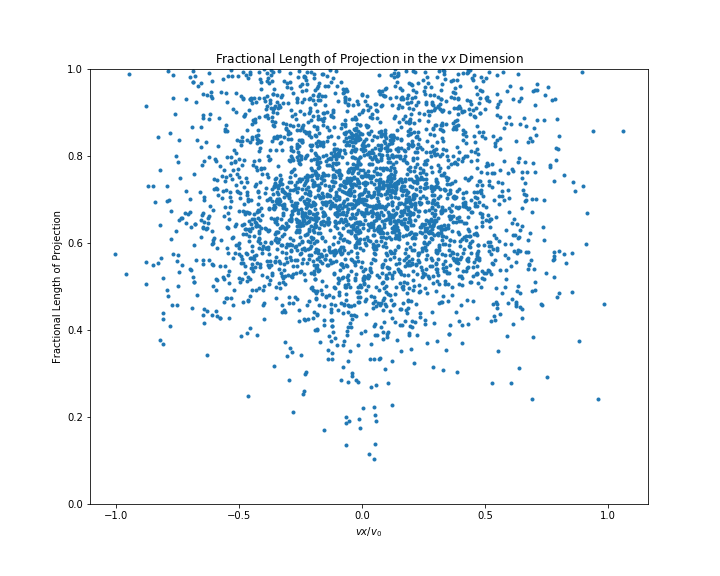 Fractional Length of Projection in the vx Dimension
1.0
0.8
0.6
0.4
0.2
0.0
Fractional Length of Projection
−1.0 −0.5 0.0 0.5 1.0
vx/v₀